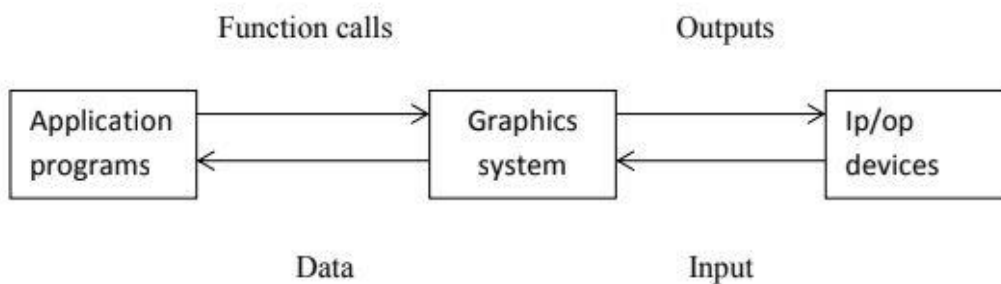 Function calls
Outputs
Application
programs
Graphics
system
Ip/op
devices
Data
Input